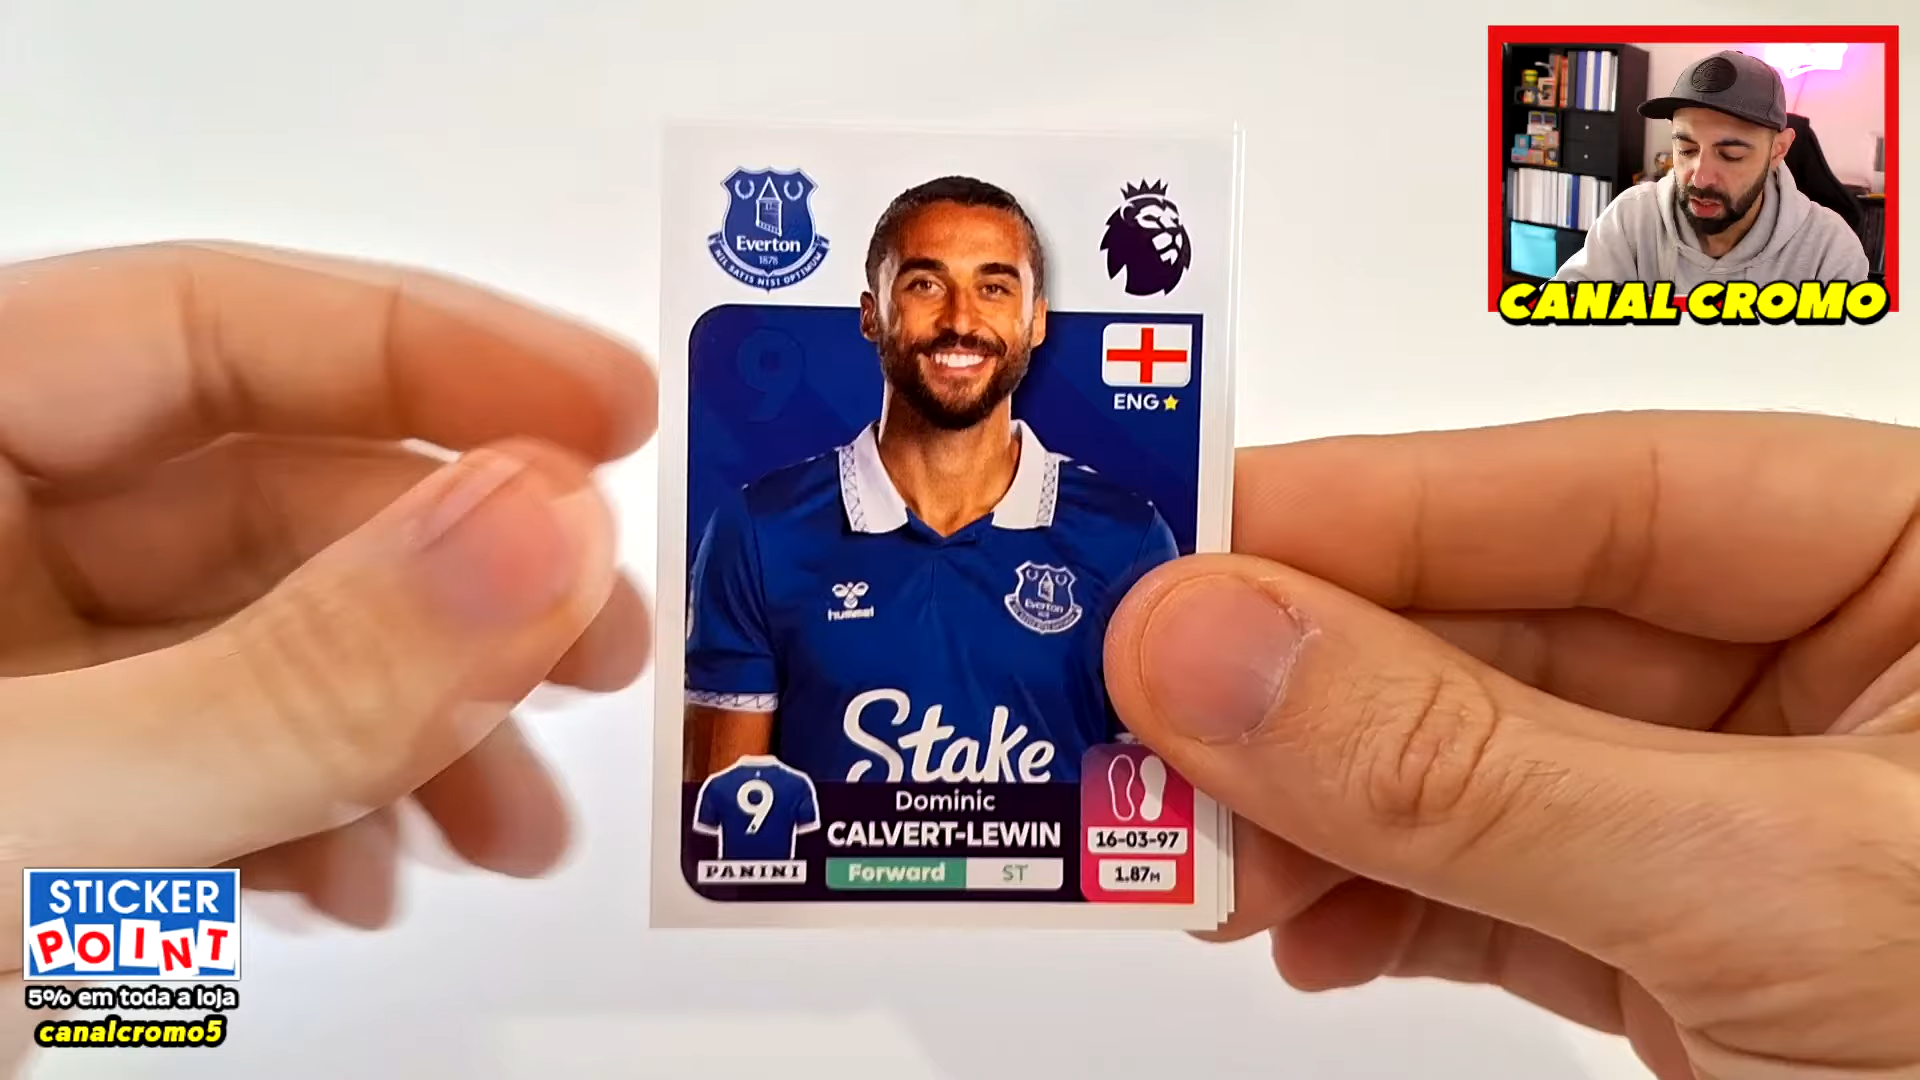 CANAL CROMO
Everton
1878
NIL SATIS NISI OPTIMUM
9
ENG
hummel
Everton
Stake
9
Dominic
CALVERT-LEWIN
PANINI
Forward ST
16-03-97
1.87M
STICKER
POINT
5% em toda a loja
canalcromo5